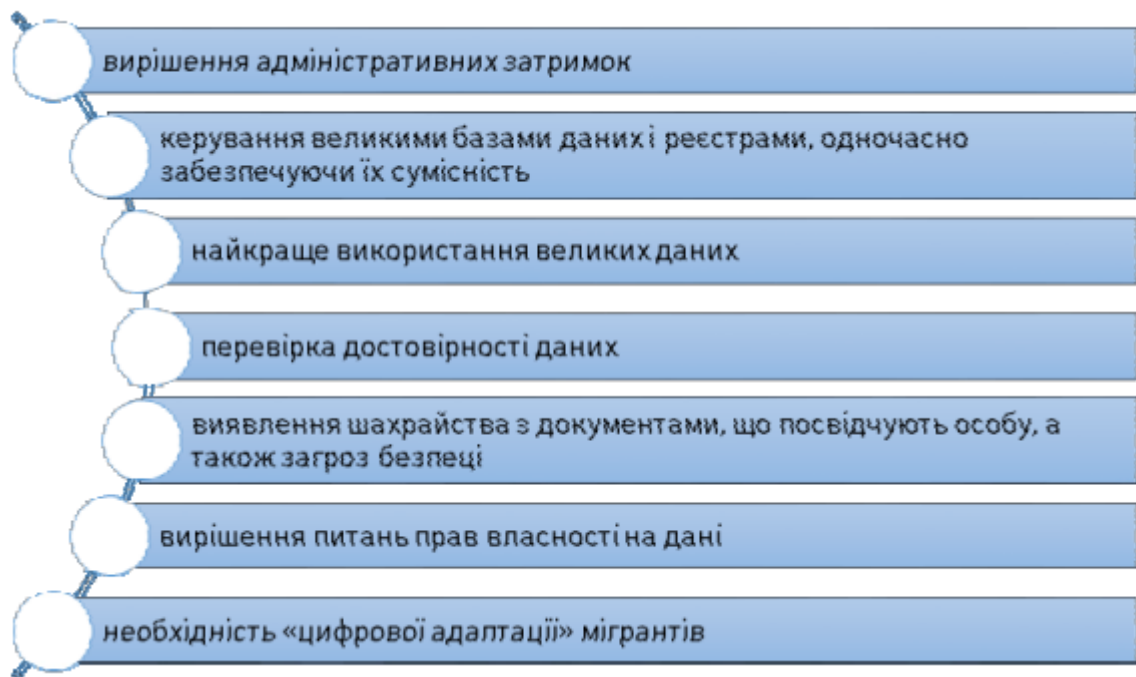 вирішення адміністративних затримок
керування великими базами даних і реєстрами, одночасно
забезпечуючи їх сумісність
найкраще використання великих даних
перевірка достовірності даних
виявлення шахрайства з документами, що посвідчують особу, а
також загроз безпеці
вирішення питань прав власності на дані
необхідність «цифрової адаптації» мігрантів